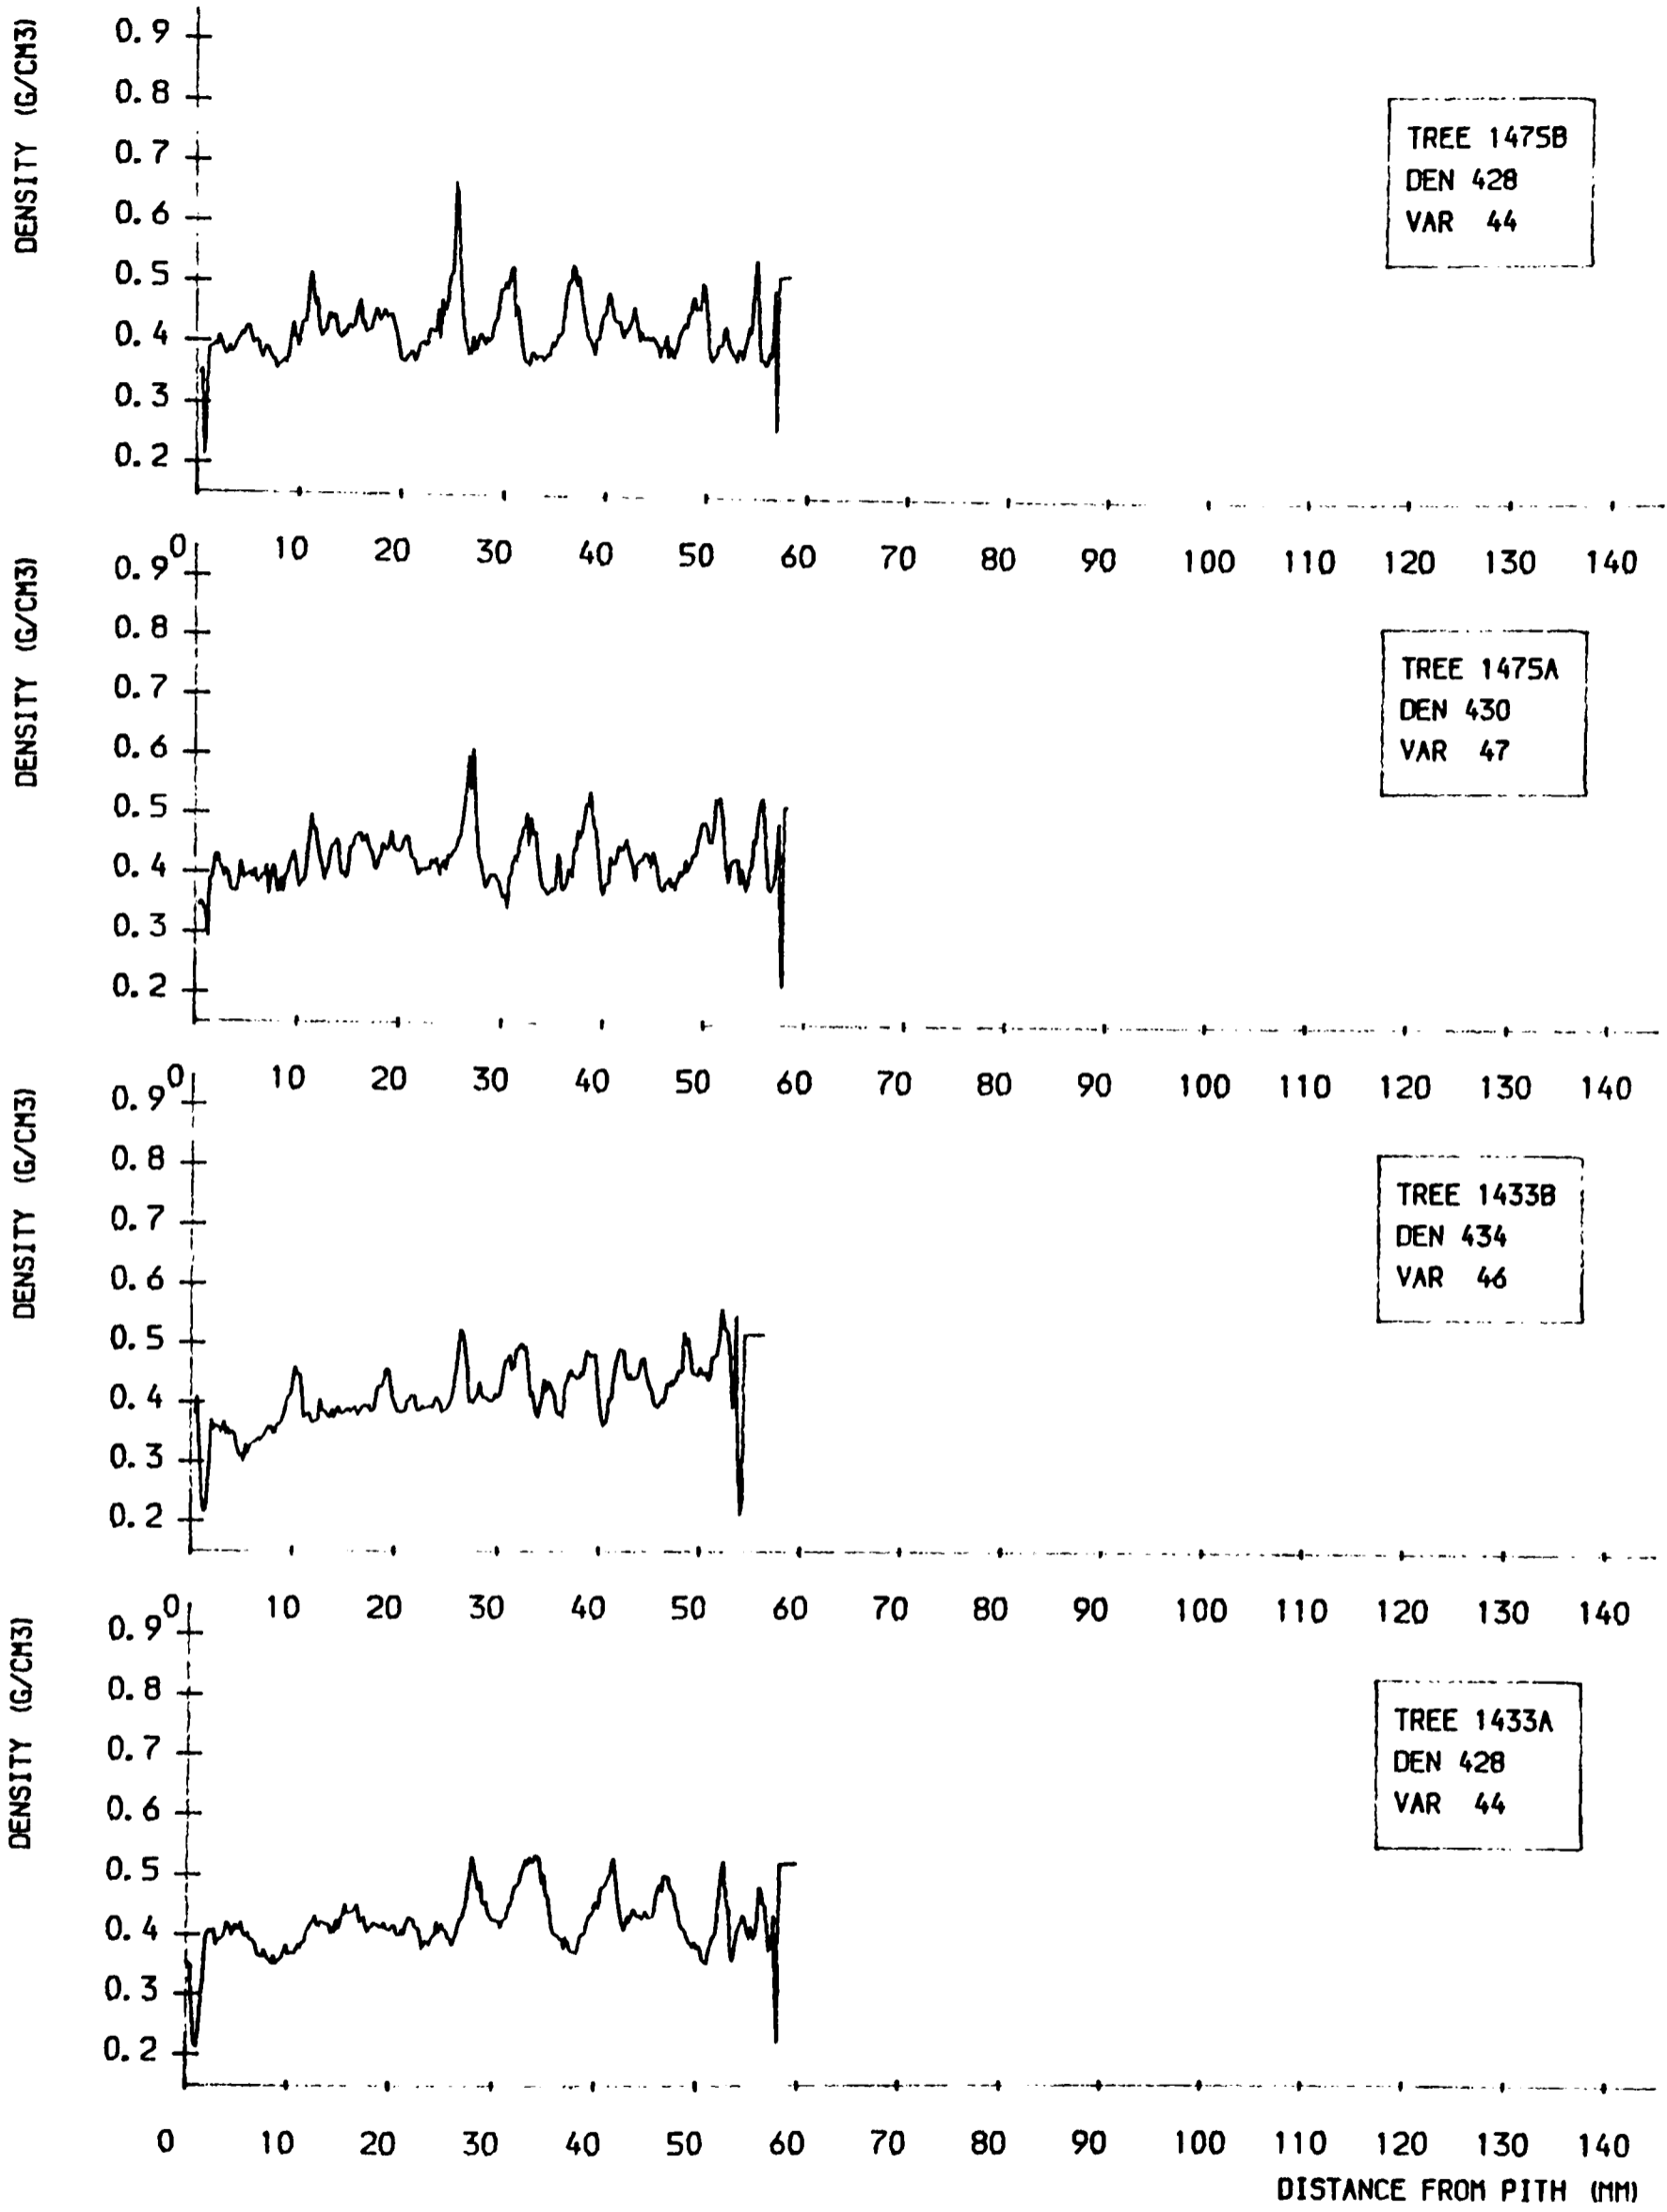 DENSITY (G/CM3)
0.9
0.8
0.7
0.6
0.5
0.4
0.3
0.2
TREE 1475B
DEN 428
VAR 44
0 10 20 30 40 50 60 70 80 90 100 110 120 130 140
DENSITY (G/CM3)
0.9
0.8
0.7
0.6
0.5
0.4
0.3
0.2
TREE 1475A
DEN 430
VAR 47
0 10 20 30 40 50 60 70 80 90 100 110 120 130 140
DENSITY (G/CM3)
0.9
0.8
0.7
0.6
0.5
0.4
0.3
0.2
TREE 1433B
DEN 434
VAR 46
0 10 20 30 40 50 60 70 80 90 100 110 120 130 140
DENSITY (G/CM3)
0.9
0.8
0.7
0.6
0.5
0.4
0.3
0.2
TREE 1433A
DEN 428
VAR 44
0 10 20 30 40 50 60 70 80 90 100 110 120 130 140
DISTANCE FROM PITH (MM)